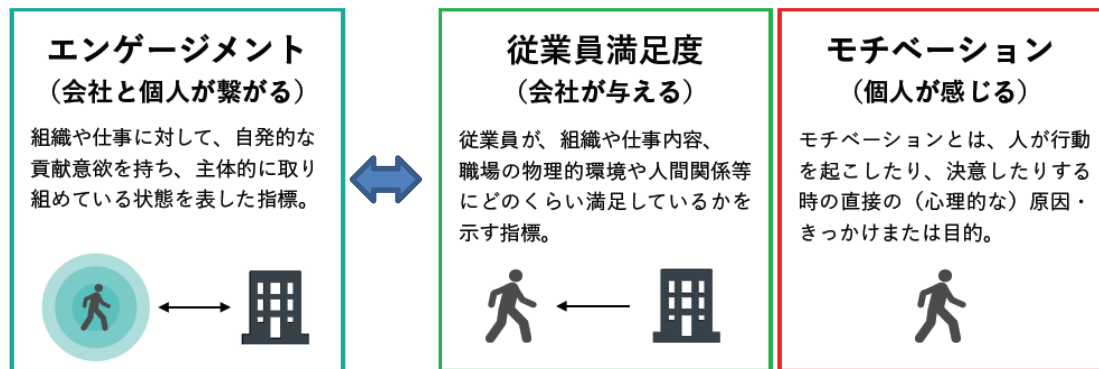 エンゲージメント
（会社と個人が繋がる）
組織や仕事に対して、自発的な
貢献意欲を持ち、主体的に取り
組めている状態を表した指標。
従業員満足度
（会社が与える）
従業員が、組織や仕事内容、
職場の物理的環境や人間関係等
にどのくらい満足しているかを
示す指標。
モチベーション
（個人が感じる）
モチベーションとは、人が行動
を起こしたり、決意したりする
時の直接の（心理的な）原因・
きっかけまたは目的。